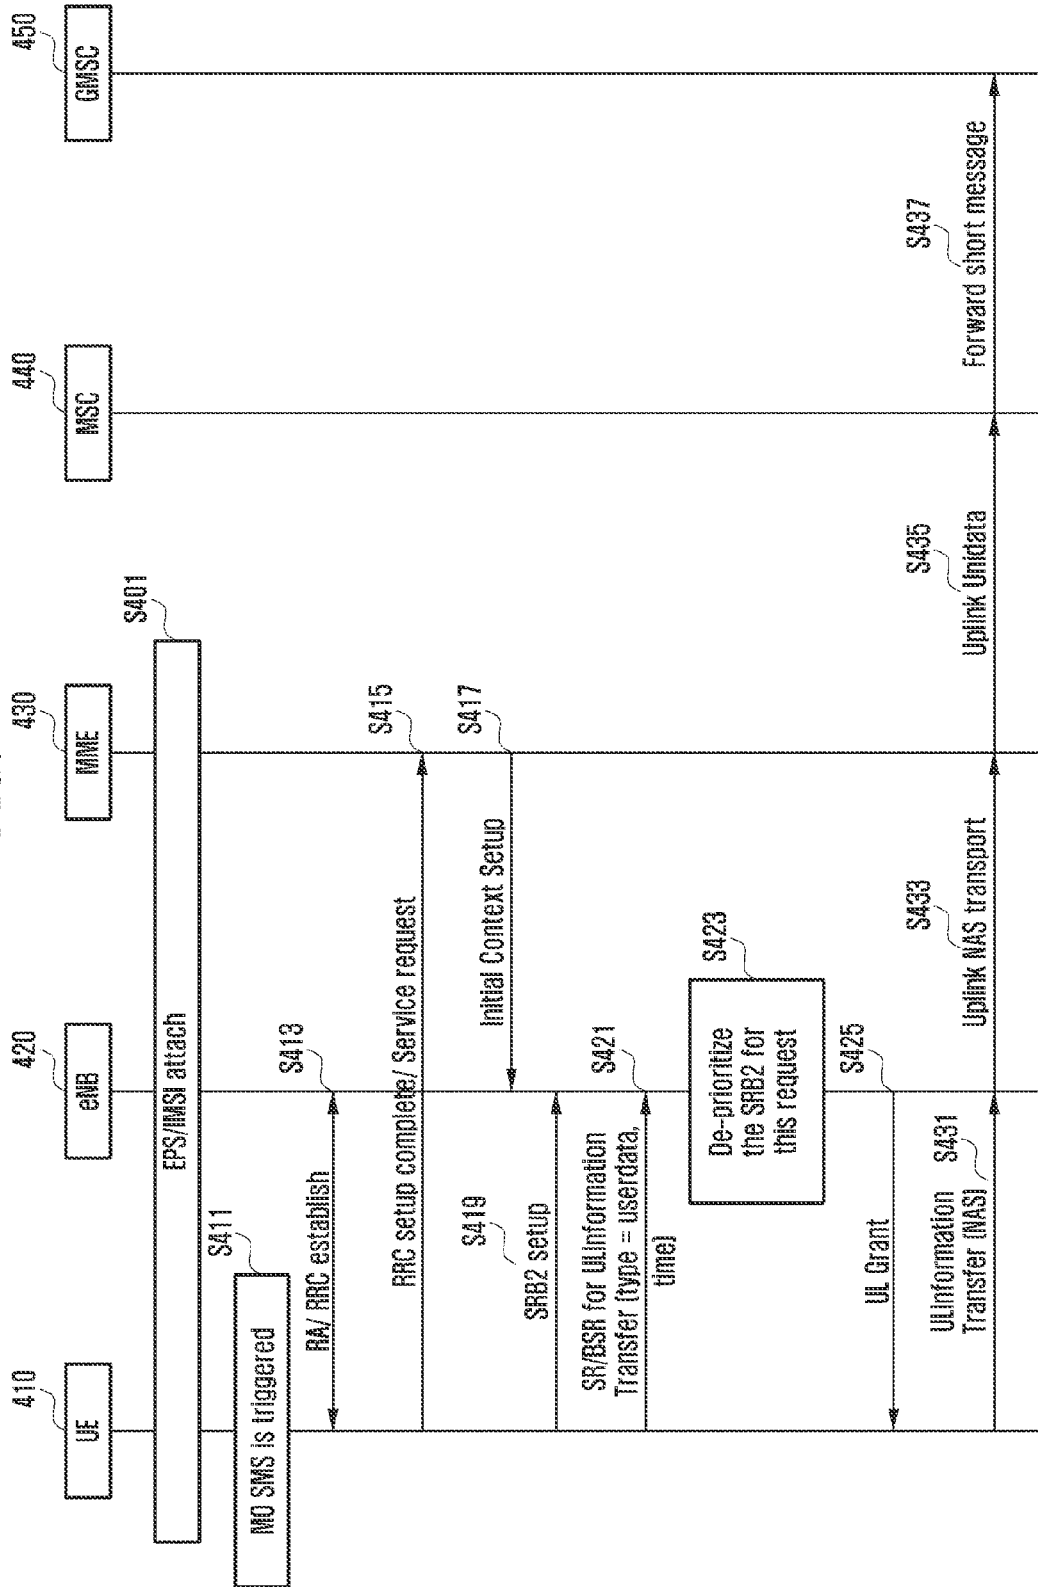 410
UE
420
eNB
430
MME
440
MSC
450
GMSC
EPS/IMSI attach
S401
MO SMS is triggered
S411
RA/ RRC establish
S413
RRC setup complete/ Service request
S415
Initial Context Setup
S417
S419
SRB2 setup
SR/BSR for ULInformation
Transfer (type = userdata,
time)
S421
De-prioritize
the SRB2 for
this request
S423
UL Grant
S425
ULInformation
Transfer (NAS)
S431
Uplink NAS transport
S433
Uplink Unidata
S435
Forward short message
S437